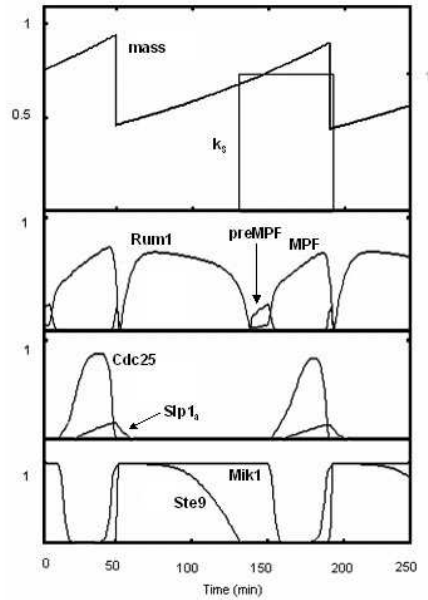 1
mass
1
0.5
ks
1
Rum1
preMPF
MPF
1
Cdc25
Slp1a
1
Mik1
Ste9
0
50
100
150
200
250
Time (min)